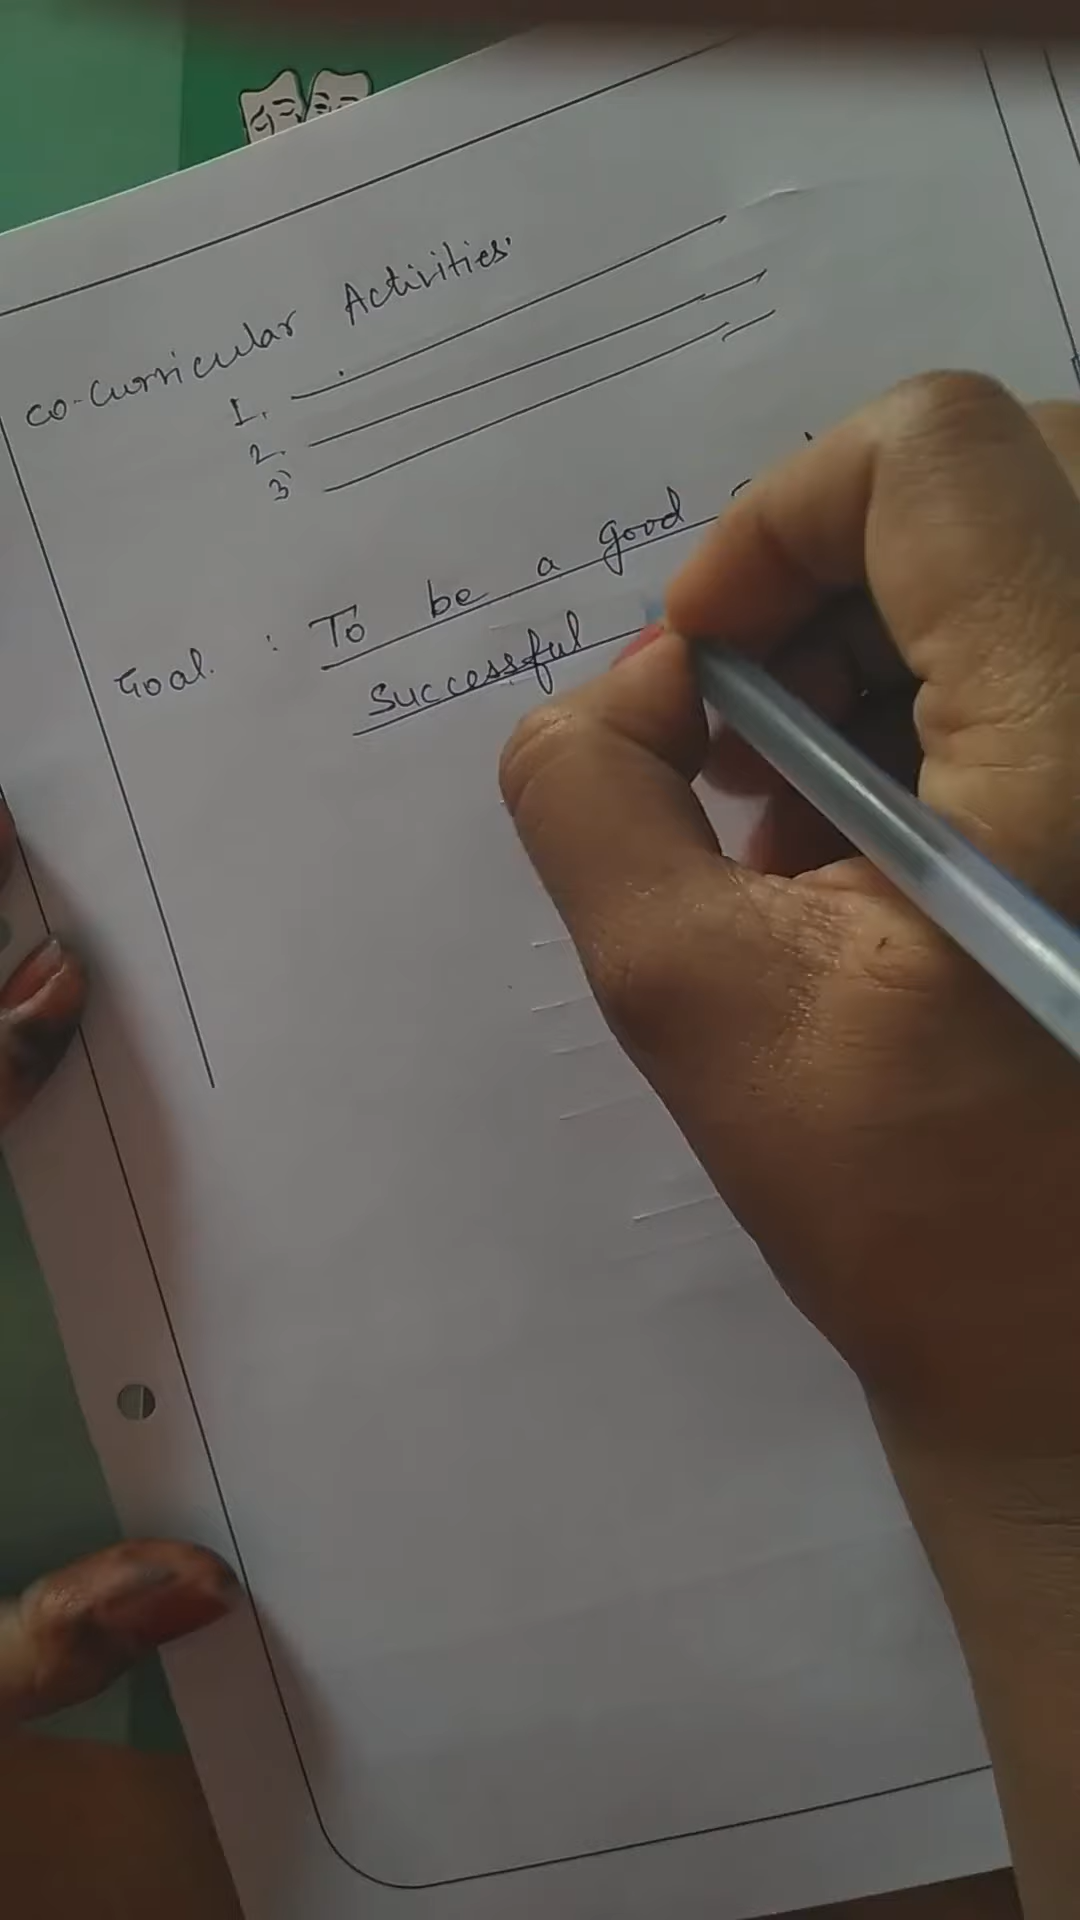 Co-Curricular Activities.
1.
2.
3
Goal. : To be a good
successful